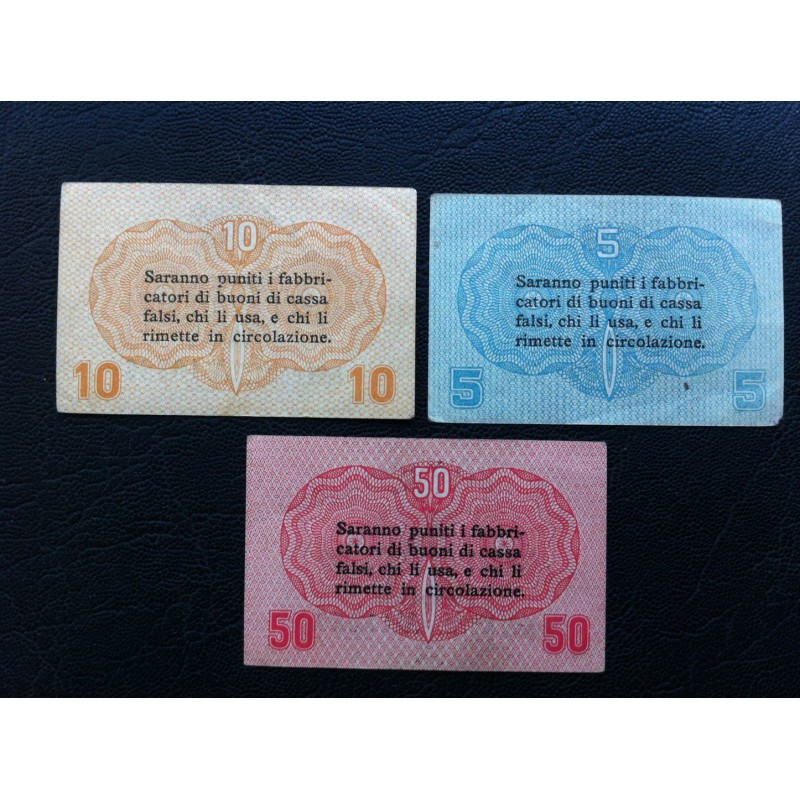 10
Saranno puniti i fabbri-
catori di buoni di cassa
falsi, chi li usa, e chi li
rimette in circolazione.
10 10
5
Saranno puniti i fabbri-
catori di buoni di cassa
falsi, chi li usa, e chi li
rimette in circolazione.
5 5
50
Saranno puniti i fabbri-
catori di buoni di cassa
falsi, chi li usa, e chi li
rimette in circolazione.
50 50